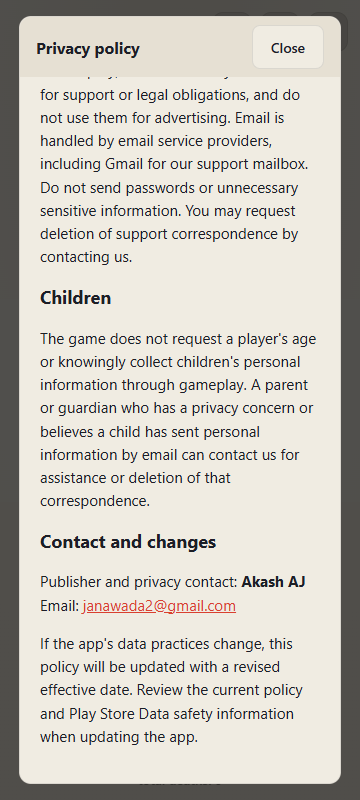 Privacy policy
Close
for support or legal obligations, and do
not use them for advertising. Email is
handled by email service providers,
including Gmail for our support mailbox.
Do not send passwords or unnecessary
sensitive information. You may request
deletion of support correspondence by
contacting us.
Children
The game does not request a player's age
or knowingly collect children's personal
information through gameplay. A parent
or guardian who has a privacy concern or
believes a child has sent personal
information by email can contact us for
assistance or deletion of that
correspondence.
Contact and changes
Publisher and privacy contact: Akash AJ
Email: janawada2@gmail.com
If the app's data practices change, this
policy will be updated with a revised
effective date. Review the current policy
and Play Store Data safety information
when updating the app.